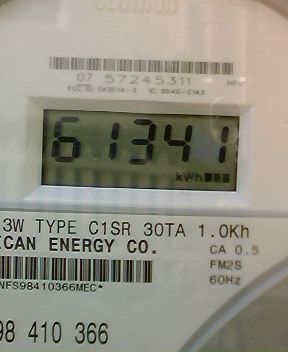 07 57245311
61341
kWh
3W TYPE C1SR 30TA 1.0Kh
ICAN ENERGY CO.
CA 0.5
FM2S
60Hz
NFS98410366MEC*
98 410 366